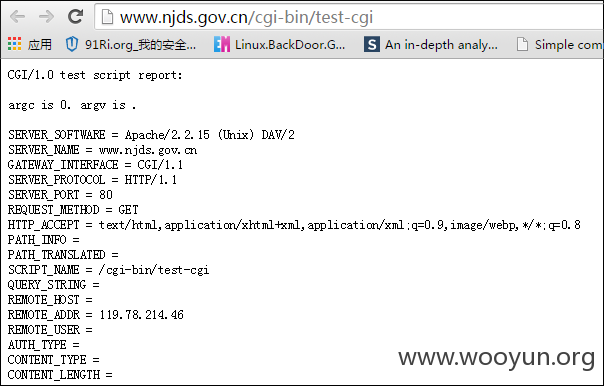 www.njds.gov.cn/cgi-bin/test-cgi
应用 91Ri.org_我的安全... Linux.BackDoor.G... An in-depth analy... Simple com
CGI/1.0 test script report:
argc is 0. argv is .
SERVER_SOFTWARE = Apache/2.2.15 (Unix) DAV/2
SERVER_NAME = www.njds.gov.cn
GATEWAY_INTERFACE = CGI/1.1
SERVER_PROTOCOL = HTTP/1.1
SERVER_PORT = 80
REQUEST_METHOD = GET
HTTP_ACCEPT = text/html,application/xhtml+xml,application/xml;q=0.9,image/webp,*/*;q=0.8
PATH_INFO =
PATH_TRANSLATED =
SCRIPT_NAME = /cgi-bin/test-cgi
QUERY_STRING =
REMOTE_HOST =
REMOTE_ADDR = 119.78.214.46
REMOTE_USER =
AUTH_TYPE =
CONTENT_TYPE =
CONTENT_LENGTH =
www.wooyun.org